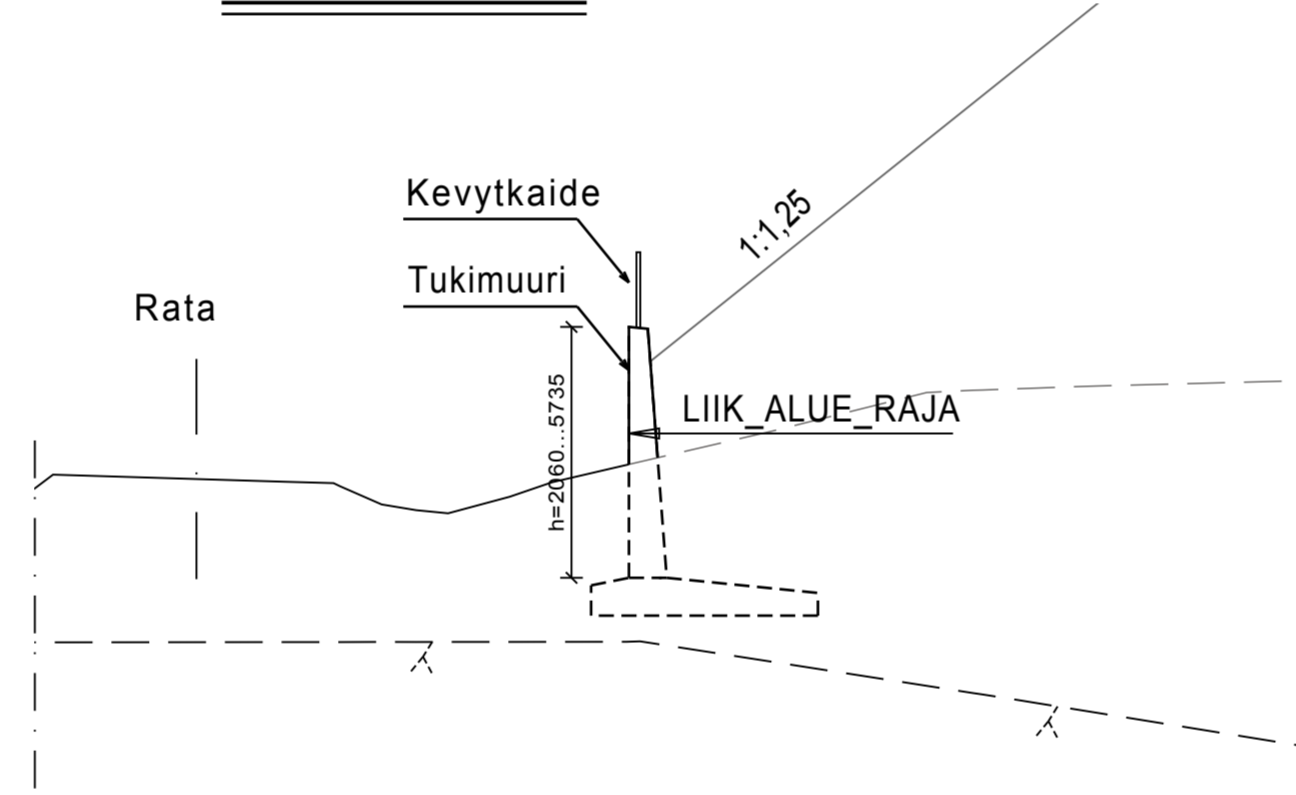 Kevytkaide
1:1,25
Tukimuuri
Rata
h=2060...5735
LIIK_ALUE_RAJA